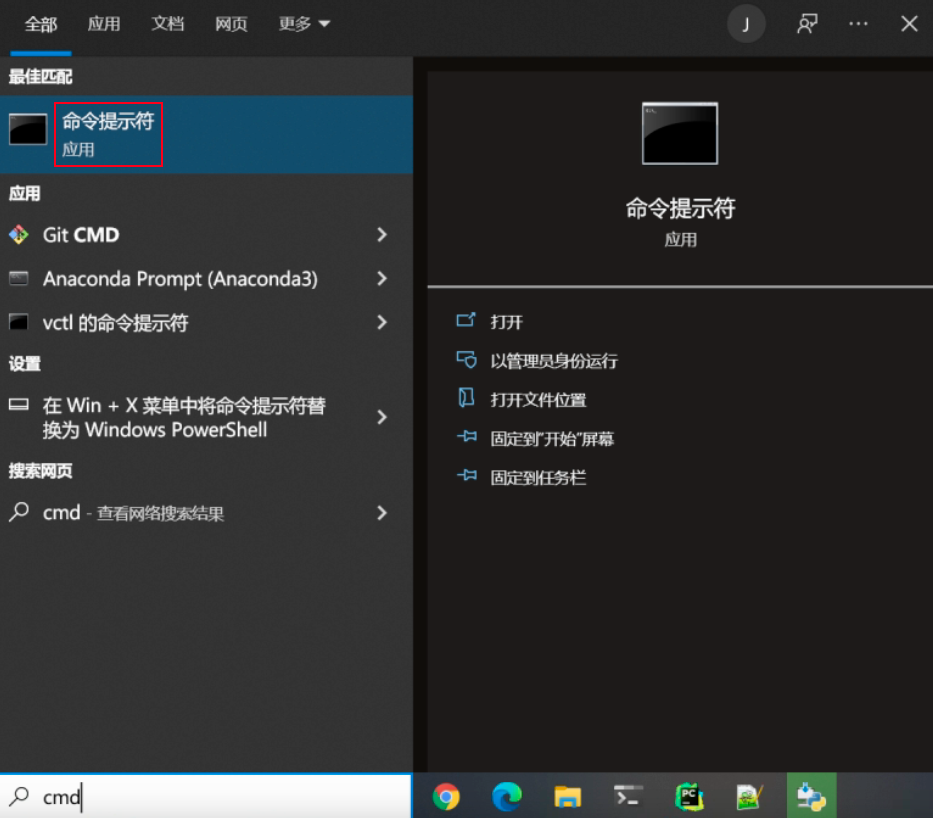 全部 应用 文档 网页 更多
J
最佳匹配
命令提示符
应用
应用
Git CMD
Anaconda Prompt (Anaconda3)
vctl 的命令提示符
设置
在 Win + X 菜单中将命令提示符替
换为 Windows PowerShell
搜索网页
cmd - 查看网络搜索结果
命令提示符
应用
打开
以管理员身份运行
打开文件位置
固定到"开始"屏幕
固定到任务栏
cmd
PC